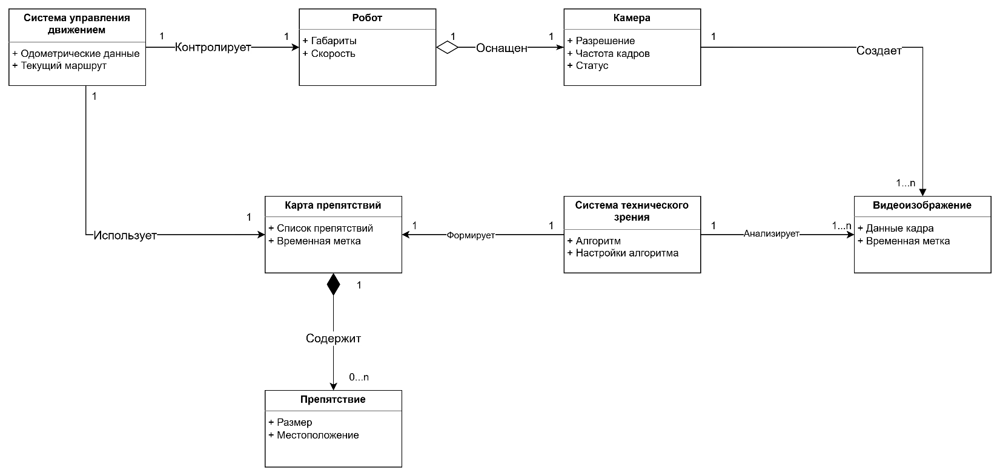 Система управления
движением
+ Одометрические данные
+ Текущий маршрут
1
Контролирует
1
Робот
+ Габариты
+ Скорость
1
Оснащен
1
Камера
+ Разрешение
+ Частота кадров
+ Статус
1
Создает
1...n
1
Использует
1
Карта препятствий
+ Список препятствий
+ Временная метка
1
Формирует
1
Система технического
зрения
+ Алгоритм
+ Настройки алгоритма
1
Анализирует
1...n
Видеоизображение
+ Данные кадра
+ Временная метка
1
Содержит
0...n
Препятствие
+ Размер
+ Местоположение